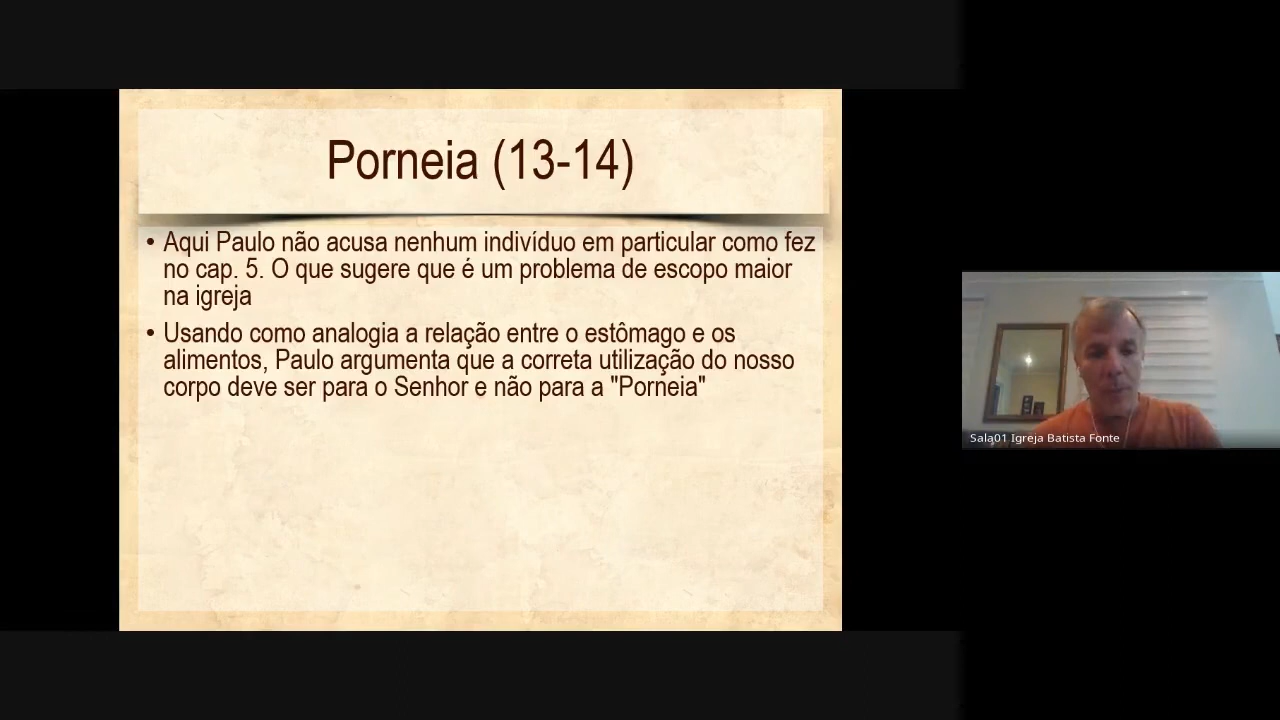 Porneia (13-14)
• Aqui Paulo não acusa nenhum indivíduo em particular como fez
no cap. 5. O que sugere que é um problema de escopo maior
na igreja
• Usando como analogia a relação entre o estômago e os
alimentos, Paulo argumenta que a correta utilização do nosso
corpo deve ser para o Senhor e não para a "Porneia"
Sala01 Igreja Batista Fonte